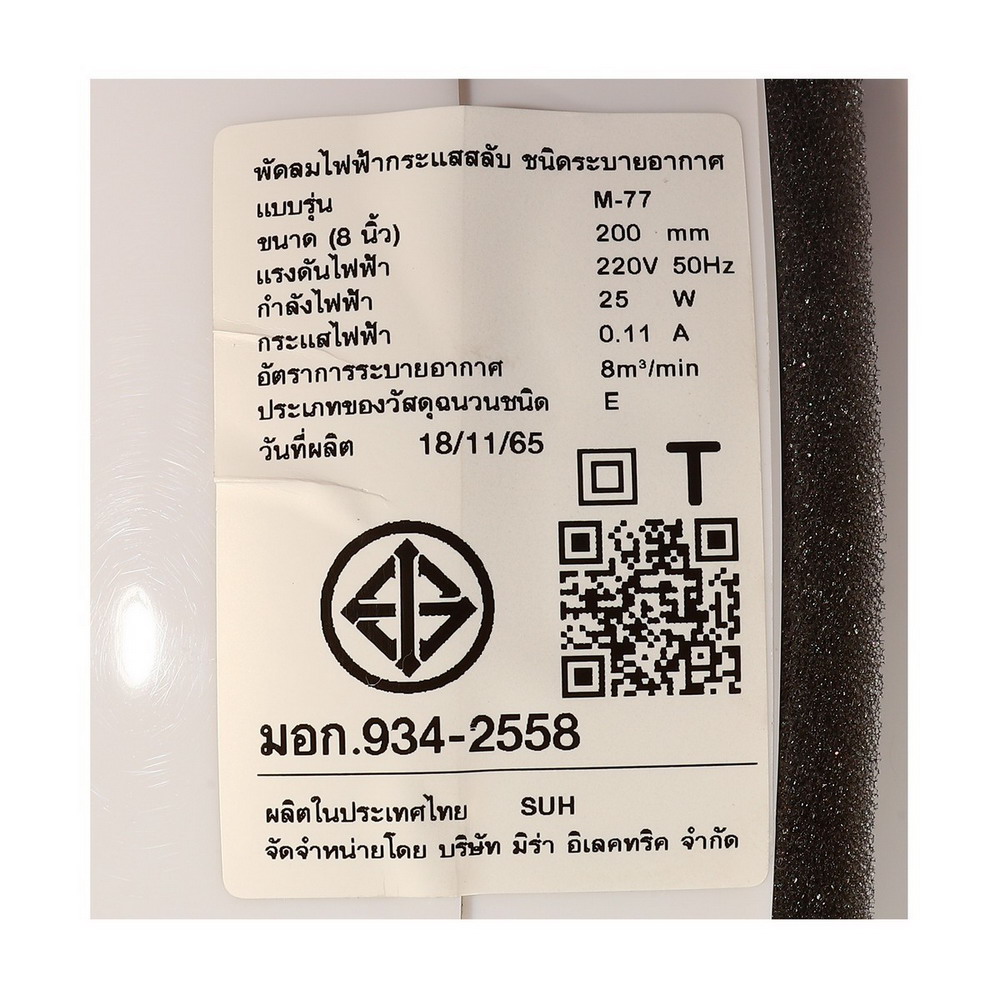 พัดลมไฟฟ้ากระแสสลับ ชนิดระบายอากาศ
แบบรุ่น M-77
ขนาด (8 นิ้ว) 200 mm
แรงดันไฟฟ้า 220V 50Hz
กำลังไฟฟ้า 25 W
กระแสไฟฟ้า 0.11 A
อัตราการระบายอากาศ 8m³/min
ประเภทของวัสดุฉนวนชนิด E
วันที่ผลิต 18/11/65
T
มอก.934-2558
ผลิตในประเทศไทย SUH
จัดจำหน่ายโดย บริษัท มิร่า อิเลคทริค จำกัด